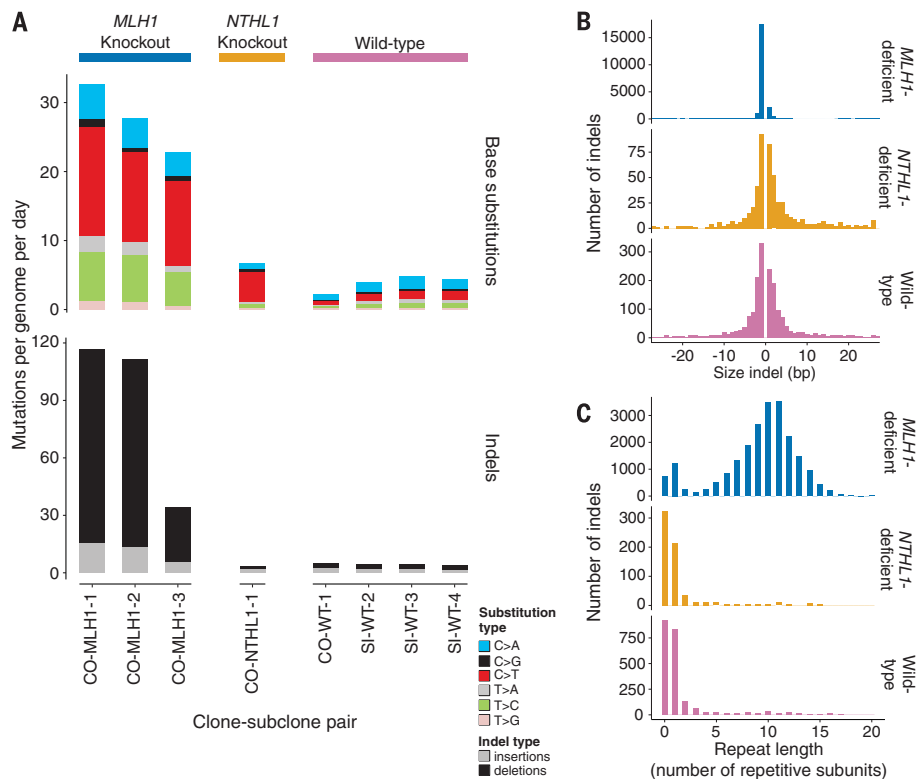 A
MLH1
Knockout
NTHL1
Knockout
Wild-type
Mutations per genome per day
30
20
10
0
Base substitutions
120
90
60
30
0
Indels
CO-MLH1-1
CO-MLH1-2
CO-MLH1-3
CO-NTHL1-1
CO-WT-1
SI-WT-2
SI-WT-3
SI-WT-4
Clone-subclone pair
Substitution
type
C>A
C>G
C>T
T>A
T>C
T>G
Indel type
insertions
deletions
B
Number of indels
15000
10000
5000
0
MLH1-
deficient
75
50
25
0
NTHL1-
deficient
300
200
100
0
Wild-
type
-20
-10
0
10
20
Size indel (bp)
C
Number of indels
3000
2000
1000
0
MLH1-
deficient
300
200
100
0
NTHL1-
deficient
750
500
250
0
Wild-
type
0
5
10
15
20
Repeat length
(number of repetitive subunits)